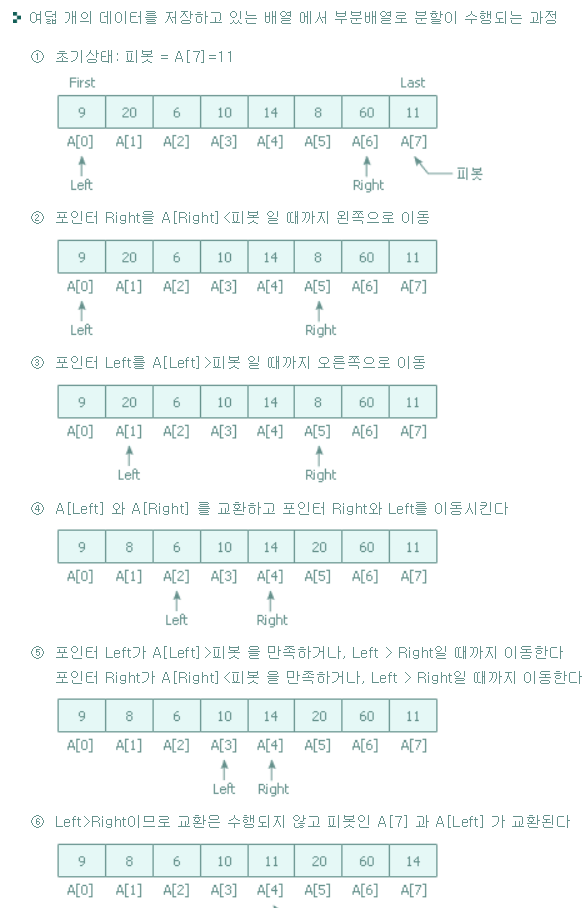 여덟 개의 데이터를 저장하고 있는 배열 에서 부분배열로 분할이 수행되는 과정
① 초기상태: 피봇 = A[7]=11
First Last
9 20 6 10 14 8 60 11
A[0] A[1] A[2] A[3] A[4] A[5] A[6] A[7]
피봇
Left Right
② 포인터 Right을 A[Right]<피봇 일 때까지 왼쪽으로 이동
9 20 6 10 14 8 60 11
A[0] A[1] A[2] A[3] A[4] A[5] A[6] A[7]
Left Right
③ 포인터 Left를 A[Left]>피봇 일 때까지 오른쪽으로 이동
9 20 6 10 14 8 60 11
A[0] A[1] A[2] A[3] A[4] A[5] A[6] A[7]
Left Right
④ A[Left] 와 A[Right] 를 교환하고 포인터 Right와 Left를 이동시킨다
9 8 6 10 14 20 60 11
A[0] A[1] A[2] A[3] A[4] A[5] A[6] A[7]
Left Right
⑤ 포인터 Left가 A[Left]>피봇 을 만족하거나, Left > Right일 때까지 이동한다
포인터 Right가 A[Right]<피봇 을 만족하거나, Left > Right일 때까지 이동한다
9 8 6 10 14 20 60 11
A[0] A[1] A[2] A[3] A[4] A[5] A[6] A[7]
Left Right
⑥ Left>Right이므로 교환은 수행되지 않고 피봇인 A[7] 과 A[Left] 가 교환된다
9 8 6 10 11 20 60 14
A[0] A[1] A[2] A[3] A[4] A[5] A[6] A[7]